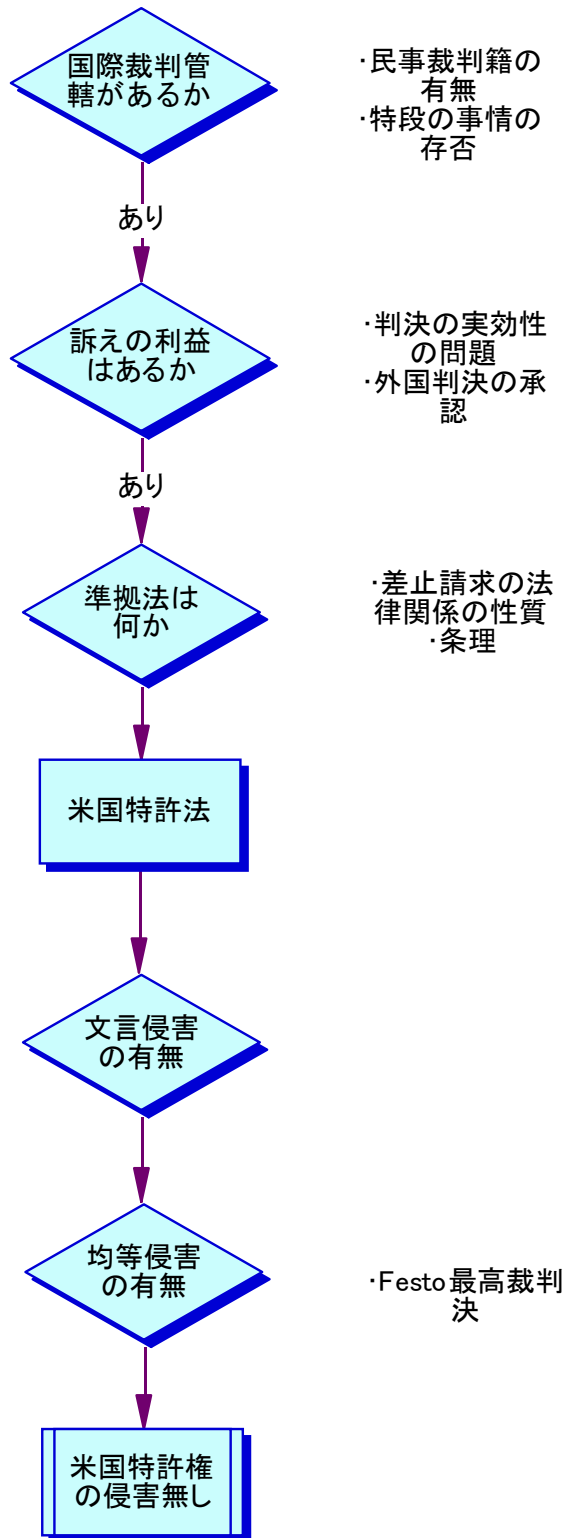 国際裁判管
轄があるか
・民事裁判籍の
有無
・特段の事情の
存否
あり
訴えの利益
はあるか
・判決の実効性
の問題
・外国判決の承
認
あり
準拠法は
何か
・差止請求の法
律関係の性質
・条理
米国特許法
文言侵害
の有無
均等侵害
の有無
・Festo最高裁判
決
米国特許権
の侵害無し